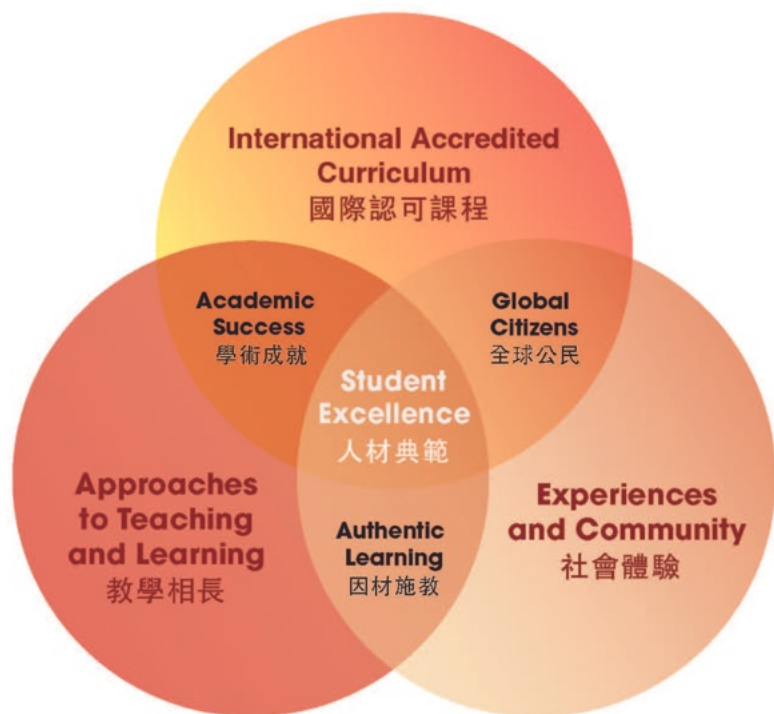 International Accredited
Curriculum
國際認可課程
Academic
Success
學術成就
Global
Citizens
全球公民
Student
Excellence
人材典範
Approaches
to Teaching
and Learning
教學相長
Authentic
Learning
因材施教
Experiences
and Community
社會體驗